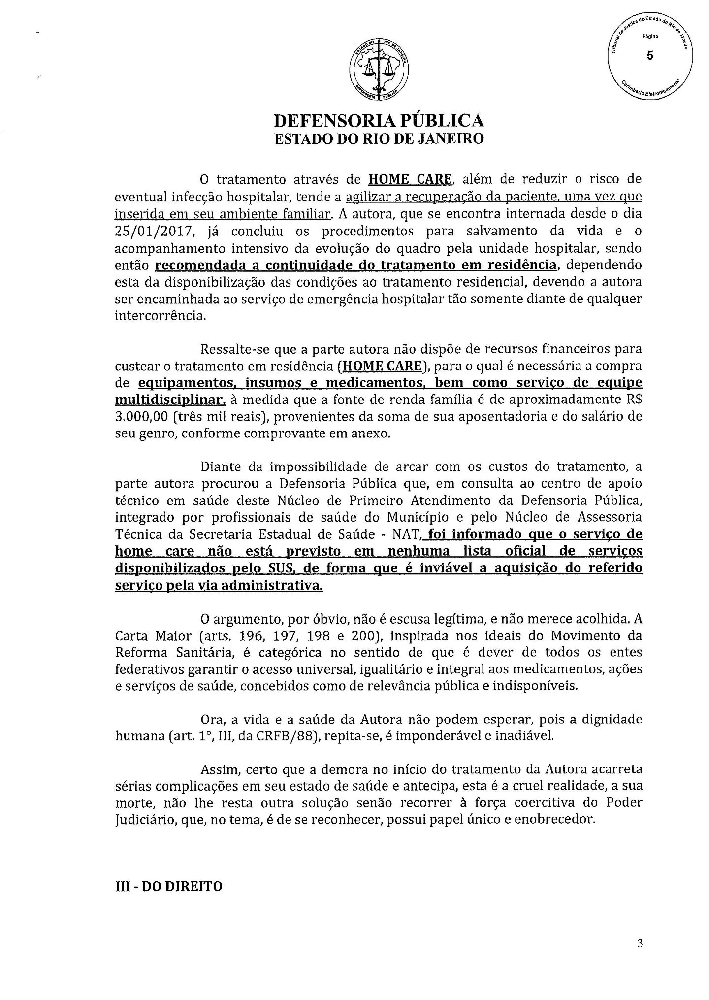 Tribunal de Justiça do Estado do Rio de Janeiro
Página
5
Carimbado Eletronicamente
ESTADO DO RIO DE JANEIRO
DEFENSORIA PÚBLICA
DEFENSORIA PÚBLICA
ESTADO DO RIO DE JANEIRO
O tratamento através de HOME CARE, além de reduzir o risco de
eventual infecção hospitalar, tende a agilizar a recuperação da paciente, uma vez que
inserida em seu ambiente familiar. A autora, que se encontra internada desde o dia
25/01/2017, já concluiu os procedimentos para salvamento da vida e o
acompanhamento intensivo da evolução do quadro pela unidade hospitalar, sendo
então recomendada a continuidade do tratamento em residência, dependendo
esta da disponibilização das condições ao tratamento residencial, devendo a autora
ser encaminhada ao serviço de emergência hospitalar tão somente diante de qualquer
intercorrência.
Ressalte-se que a parte autora não dispõe de recursos financeiros para
custear o tratamento em residência (HOME CARE), para o qual é necessária a compra
de equipamentos, insumos e medicamentos, bem como serviço de equipe
multidisciplinar, à medida que a fonte de renda família é de aproximadamente R$
3.000,00 (três mil reais), provenientes da soma de sua aposentadoria e do salário de
seu genro, conforme comprovante em anexo.
Diante da impossibilidade de arcar com os custos do tratamento, a
parte autora procurou a Defensoria Pública que, em consulta ao centro de apoio
técnico em saúde deste Núcleo de Primeiro Atendimento da Defensoria Pública,
integrado por profissionais de saúde do Município e pelo Núcleo de Assessoria
Técnica da Secretaria Estadual de Saúde - NAT, foi informado que o serviço de
home care não está previsto em nenhuma lista oficial de serviços
disponibilizados pelo SUS, de forma que é inviável a aquisição do referido
serviço pela via administrativa.
O argumento, por óbvio, não é escusa legítima, e não merece acolhida. A
Carta Maior (arts. 196, 197, 198 e 200), inspirada nos ideais do Movimento da
Reforma Sanitária, é categórica no sentido de que é dever de todos os entes
federativos garantir o acesso universal, igualitário e integral aos medicamentos, ações
e serviços de saúde, concebidos como de relevância pública e indisponíveis.
Ora, a vida e a saúde da Autora não podem esperar, pois a dignidade
humana (art. 1°, III, da CRFB/88), repita-se, é imponderável e inadiável.
Assim, certo que a demora no início do tratamento da Autora acarreta
sérias complicações em seu estado de saúde e antecipa, esta é a cruel realidade, a sua
morte, não lhe resta outra solução senão recorrer à força coercitiva do Poder
Judiciário, que, no tema, é de se reconhecer, possui papel único e enobrecedor.
III - DO DIREITO
3